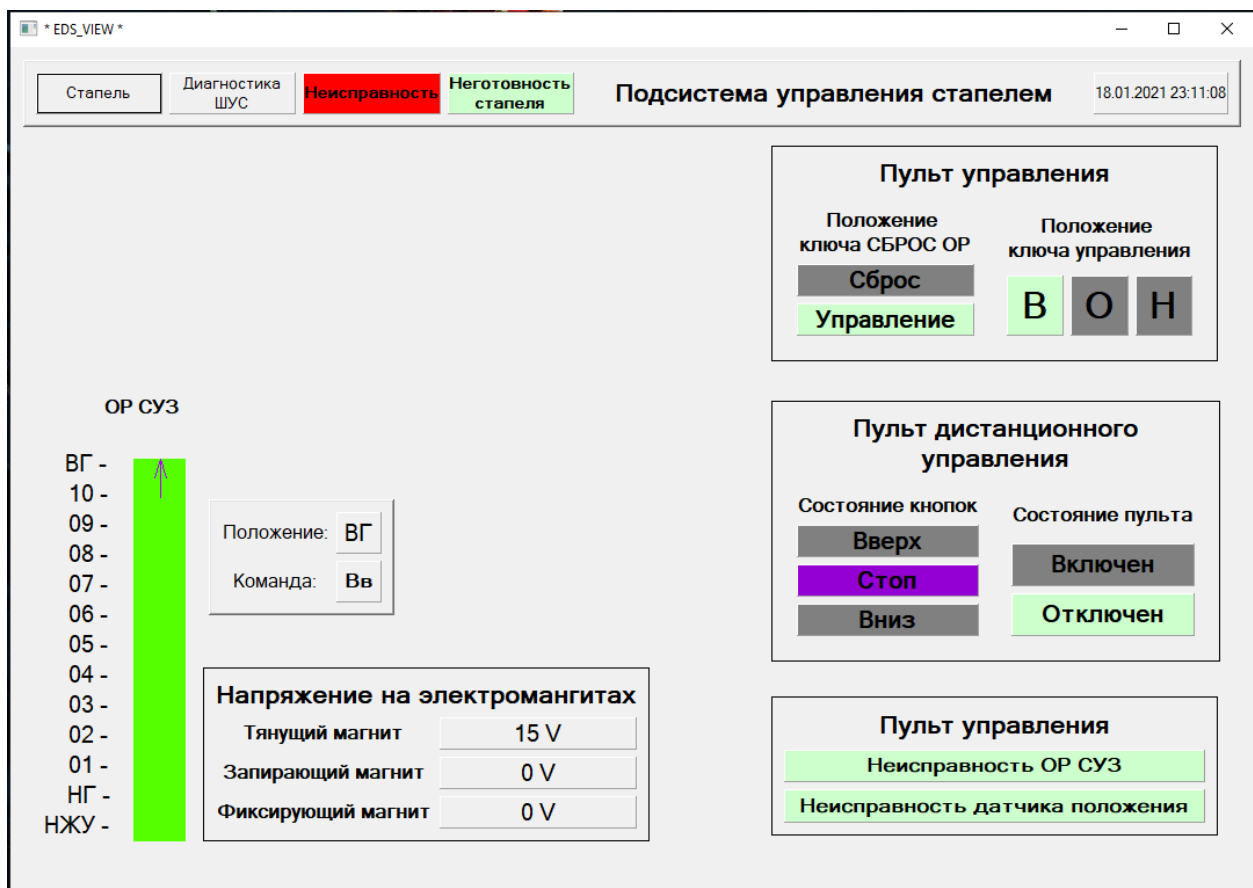 * EDS_VIEW *
Стапель
Диагностика
ШУС
Неисправность
Неготовность
стапеля
Подсистема управления стапелем
18.01.2021 23:11:08
Пульт управления
Положение
ключа СБРОС ОР
Сброс
Управление
Положение
ключа управления
В О Н
ОР СУЗ
ВГ -
10 -
09 -
08 -
07 -
06 -
05 -
04 -
03 -
02 -
01 -
НГ -
НЖУ -
Положение: ВГ
Команда: Вв
Напряжение на электромангитах
Тянущий магнит 15 V
Запирающий магнит 0 V
Фиксирующий магнит 0 V
Пульт дистанционного
управления
Состояние кнопок
Вверх
Стоп
Вниз
Состояние пульта
Включен
Отключен
Пульт управления
Неисправность ОР СУЗ
Неисправность датчика положения